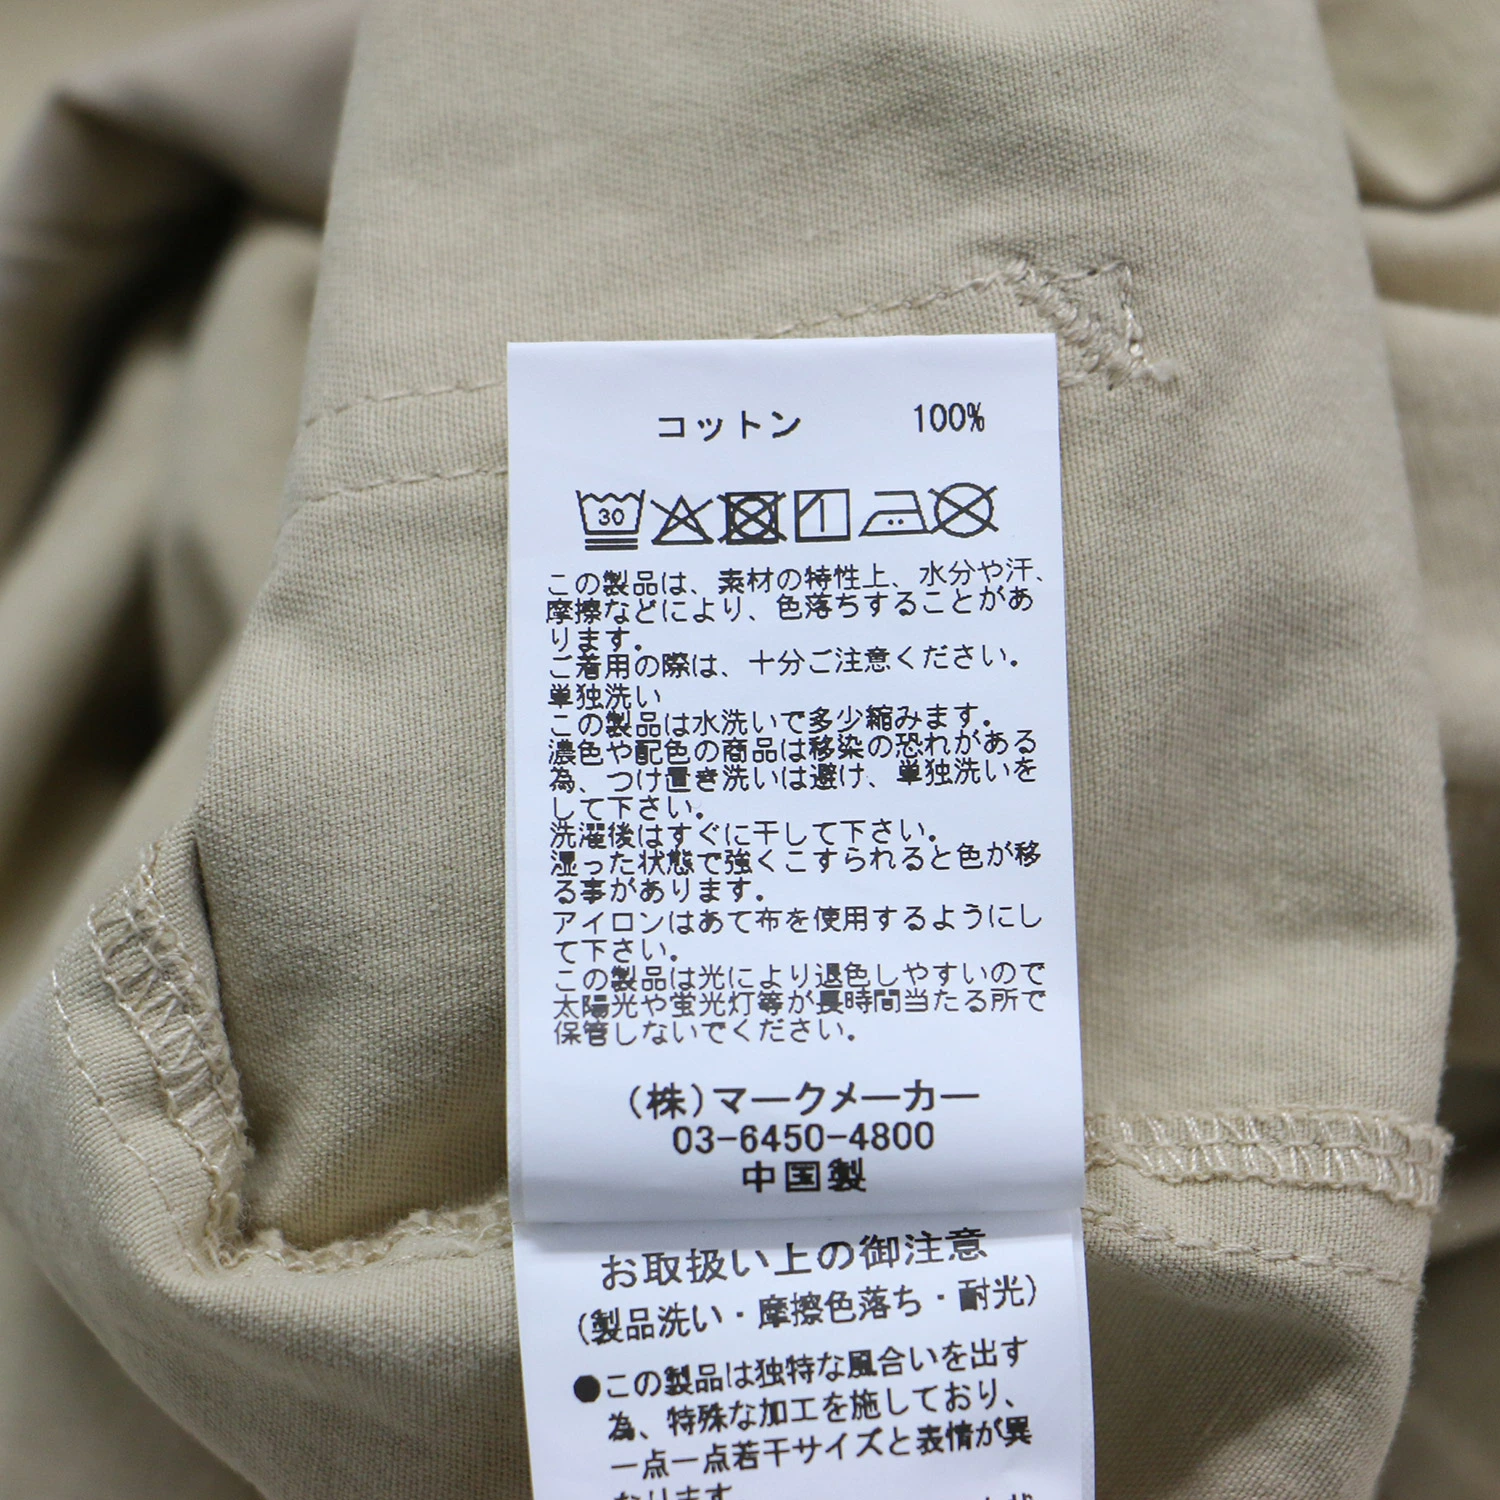 コットン 100%
30
この製品は、素材の特性上、水分や汗、
摩擦などにより、色落ちすることがあ
ります。
ご着用の際は、十分ご注意ください。
単独洗い
この製品は水洗いで多少縮みます。
濃色や配色の商品は移染の恐れがある
為、つけ置き洗いは避け、単独洗いを
して下さい。
洗濯後はすぐに干して下さい。
湿った状態で強くこすられると色が移
る事があります。
アイロンはあて布を使用するようにし
て下さい。
この製品は光により退色しやすいので
太陽光や蛍光灯等が長時間当たる所で
保管しないでください。
(株)マークメーカー
03-6450-4800
中国製
お取扱い上の御注意
(製品洗い・摩擦色落ち・耐光)
●この製品は独特な風合いを出す
為、特殊な加工を施しており、
一点一点若干サイズと表情が異
なります